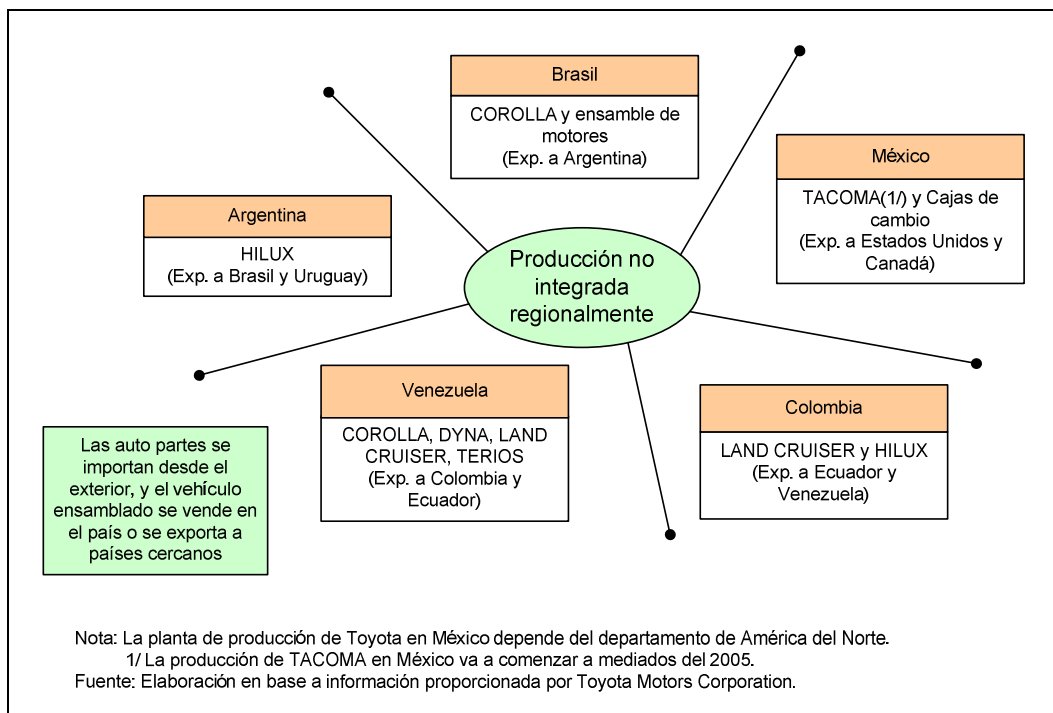 Brasil
COROLLA y ensamble de
motores
(Exp. a Argentina)
México
TACOMA(1/) y Cajas de
cambio
(Exp. a Estados Unidos y
Canadá)
Argentina
HILUX
(Exp. a Brasil y Uruguay)
Producción no
integrada
regionalmente
Venezuela
COROLLA, DYNA, LAND
CRUISER, TERIOS
(Exp. a Colombia y
Ecuador)
Colombia
LAND CRUISER y HILUX
(Exp. a Ecuador y
Venezuela)
Las auto partes se
importan desde el
exterior, y el vehículo
ensamblado se vende en
el país o se exporta a
países cercanos
Nota: La planta de producción de Toyota en México depende del departamento de América del Norte.
1/ La producción de TACOMA en México va a comenzar a mediados del 2005.
Fuente: Elaboración en base a información proporcionada por Toyota Motors Corporation.